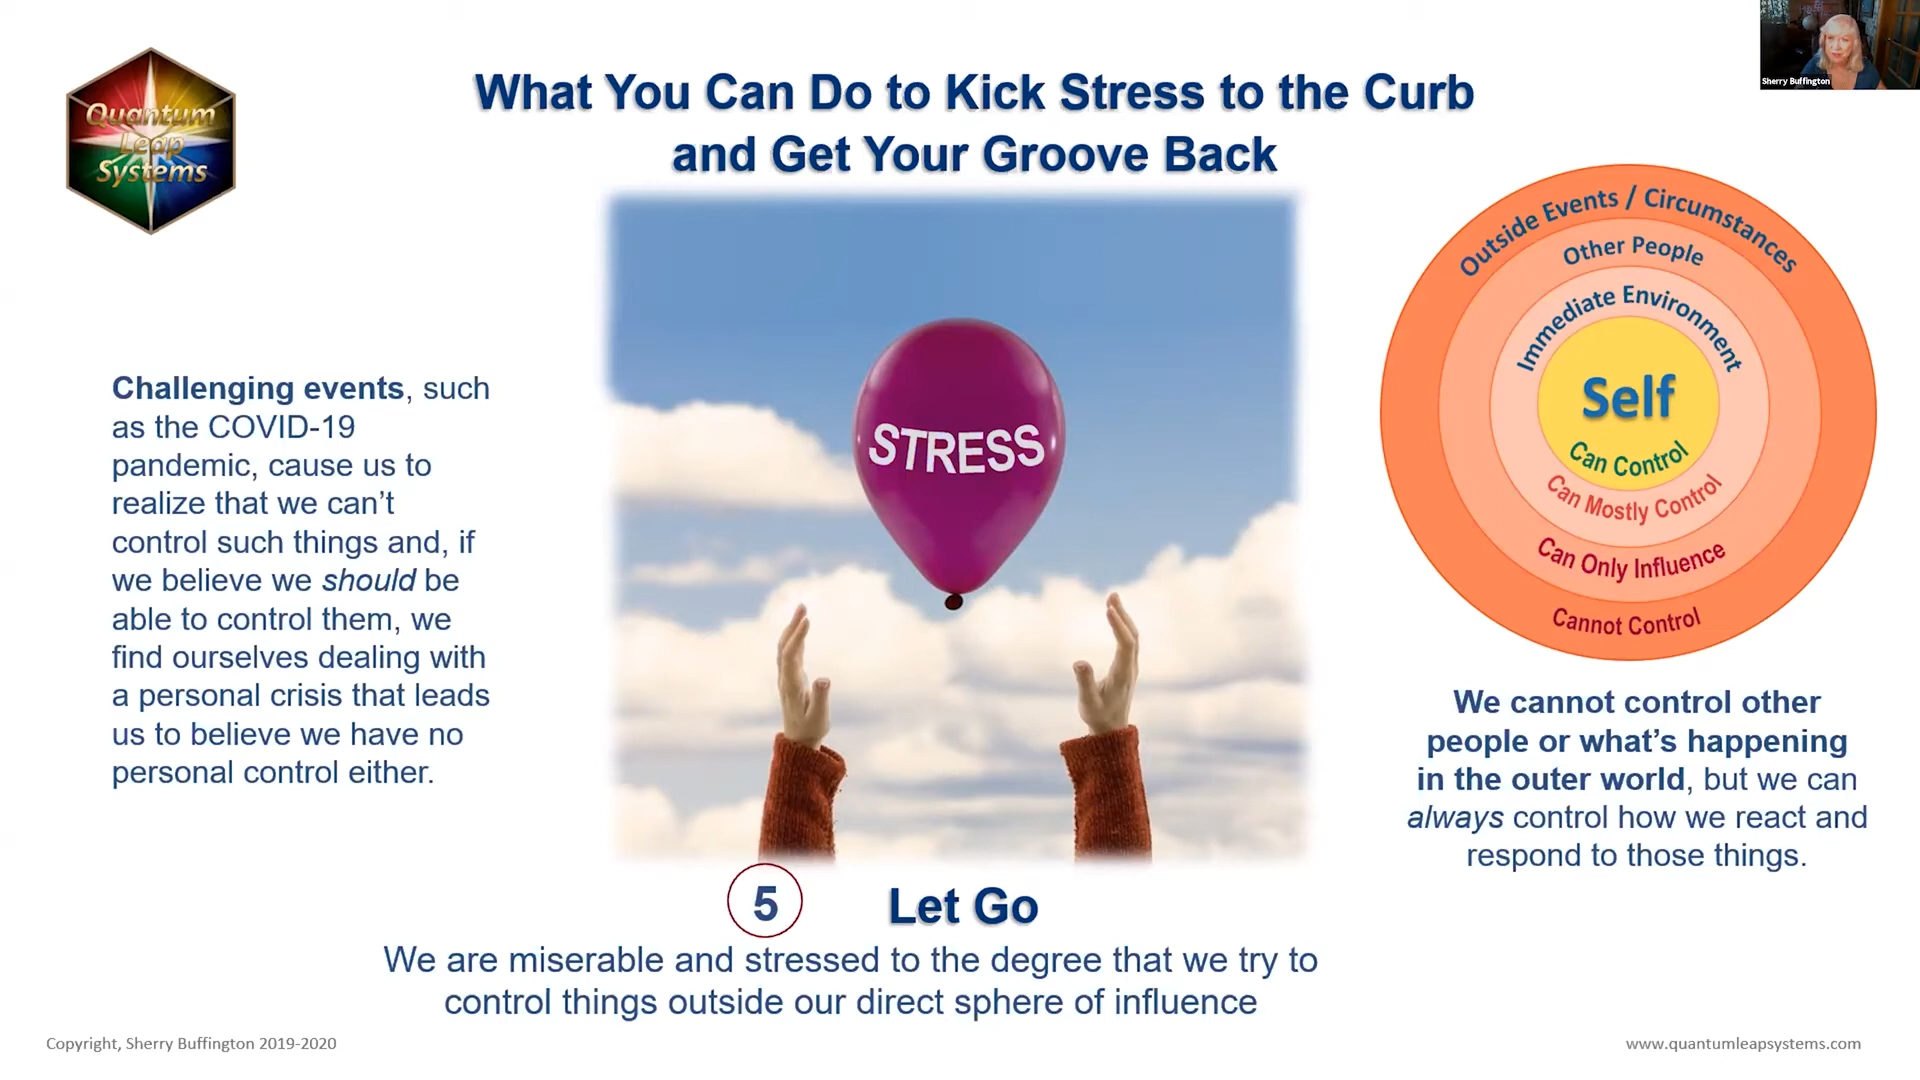 Quantum
Leap
Systems
What You Can Do to Kick Stress to the Curb
and Get Your Groove Back
Sherry Buffington
Challenging events, such
as the COVID-19
pandemic, cause us to
realize that we can’t
control such things and, if
we believe we should be
able to control them, we
find ourselves dealing with
a personal crisis that leads
us to believe we have no
personal control either.
STRESS
Outside Events / Circumstances
Other People
Immediate Environment
Self
Can Control
Can Mostly Control
Can Only Influence
Cannot Control
We cannot control other
people or what’s happening
in the outer world, but we can
always control how we react and
respond to those things.
5 Let Go
We are miserable and stressed to the degree that we try to
control things outside our direct sphere of influence
Copyright, Sherry Buffington 2019-2020
www.quantumleapsystems.com